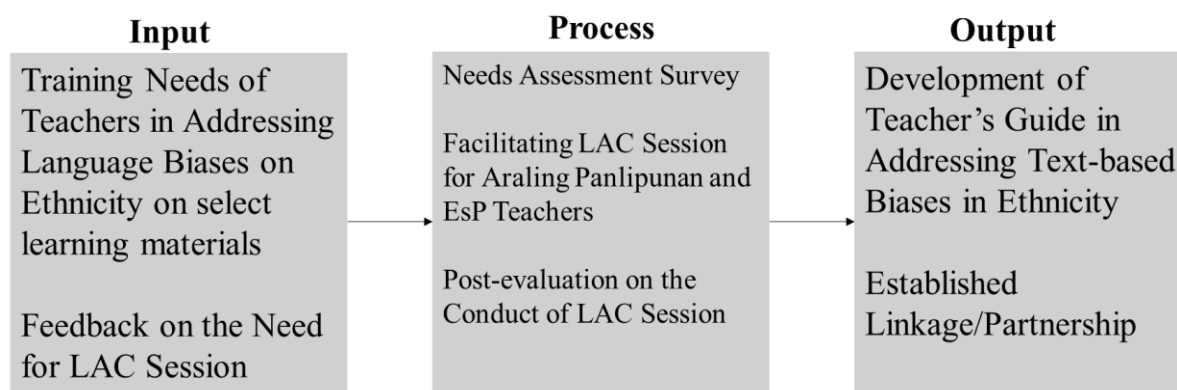 Input
Training Needs of
Teachers in Addressing
Language Biases on
Ethnicity on select
learning materials
Feedback on the Need
for LAC Session
Process
Needs Assessment Survey
Facilitating LAC Session
for Araling Panlipunan and
EsP Teachers
Post-evaluation on the
Conduct of LAC Session
Output
Development of
Teacher’s Guide in
Addressing Text-based
Biases in Ethnicity
Established
Linkage/Partnership